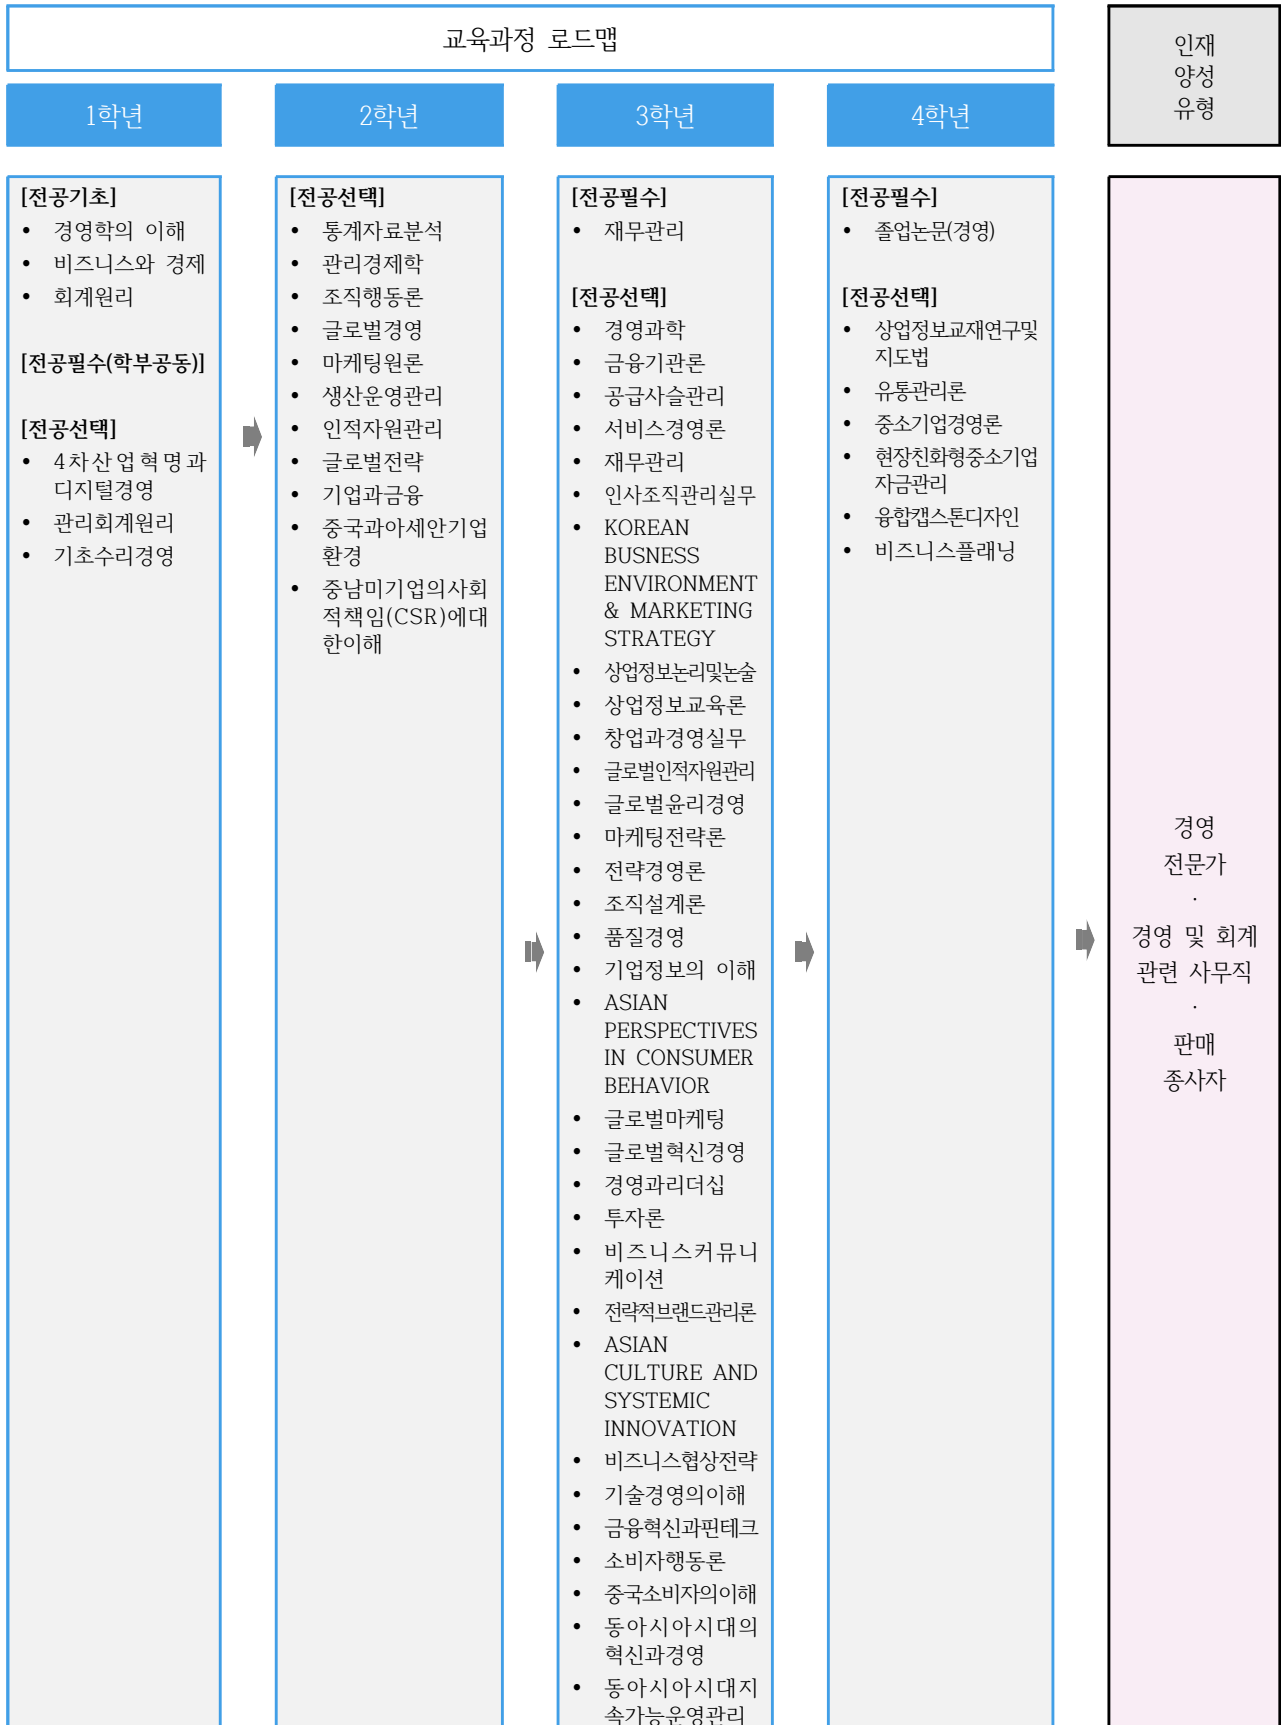 교육과정 로드맵
인재
양성
유형
1학년
2학년
3학년
4학년
[전공기초]
• 경영학의 이해
• 비즈니스와 경제
• 회계원리
[전공필수(학부공동)]
[전공선택]
• 4차산업혁명과
디지털경영
• 관리회계원리
• 기초수리경영
[전공선택]
• 통계자료분석
• 관리경제학
• 조직행동론
• 글로벌경영
• 마케팅원론
• 생산운영관리
• 인적자원관리
• 글로벌전략
• 기업과금융
• 중국과아세안기업
환경
• 중남미기업의사회
적책임(CSR)에대
한이해
[전공필수]
• 재무관리
[전공선택]
• 경영과학
• 금융기관론
• 공급사슬관리
• 서비스경영론
• 재무관리
• 인사조직관리실무
• KOREAN
BUSNESS
ENVIRONMENT
& MARKETING
STRATEGY
• 상업정보논리및논술
• 상업정보교육론
• 창업과경영실무
• 글로벌인적자원관리
• 글로벌윤리경영
• 마케팅전략론
• 전략경영론
• 조직설계론
• 품질경영
• 기업정보의 이해
• ASIAN
PERSPECTIVES
IN CONSUMER
BEHAVIOR
• 글로벌마케팅
• 글로벌혁신경영
• 경영과리더십
• 투자론
• 비즈니스커뮤니
케이션
• 전략적브랜드관리론
• ASIAN
CULTURE AND
SYSTEMIC
INNOVATION
• 비즈니스협상전략
• 기술경영의이해
• 금융혁신과핀테크
• 소비자행동론
• 중국소비자의이해
• 동아시아시대의
혁신과경영
• 동아시아시대지
속가능운영관리
[전공필수]
• 졸업논문(경영)
[전공선택]
• 상업정보교재연구및
지도법
• 유통관리론
• 중소기업경영론
• 현장친화형중소기업
자금관리
• 융합캡스톤디자인
• 비즈니스플래닝
경영
전문가
·
경영 및 회계
관련 사무직
·
판매
종사자